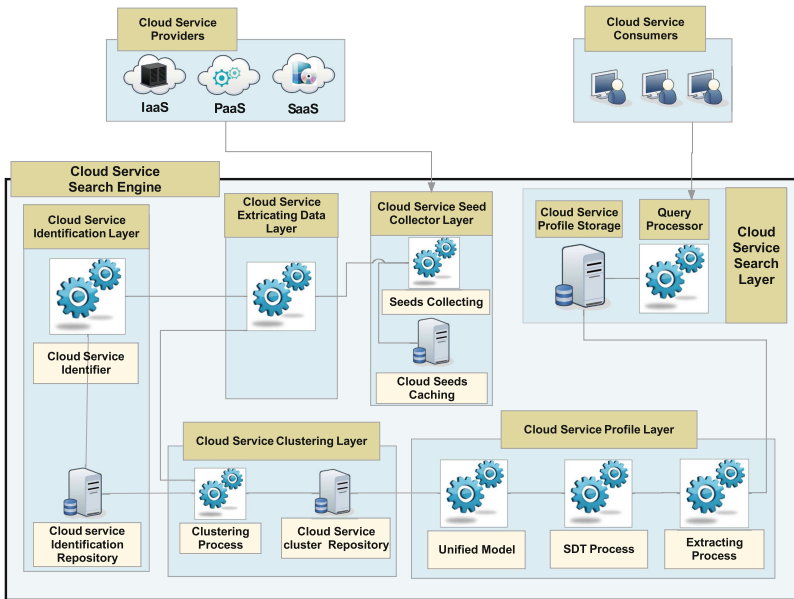 Cloud Service
Providers
IaaS
PaaS
SaaS
Cloud Service
Consumers
Cloud Service
Search Engine
Cloud Service
Identification Layer
Cloud Service
Identifier
Cloud service
Identification
Repository
Cloud Service
Extricating Data
Layer
Cloud Service Seed
Collector Layer
Seeds Collecting
Cloud Seeds
Caching
Cloud Service
Profile Storage
Query
Processor
Cloud
Service
Search
Layer
Cloud Service Clustering Layer
Clustering
Process
Cloud Service
cluster Repository
Cloud Service Profile Layer
Unified Model
SDT Process
Extracting
Process